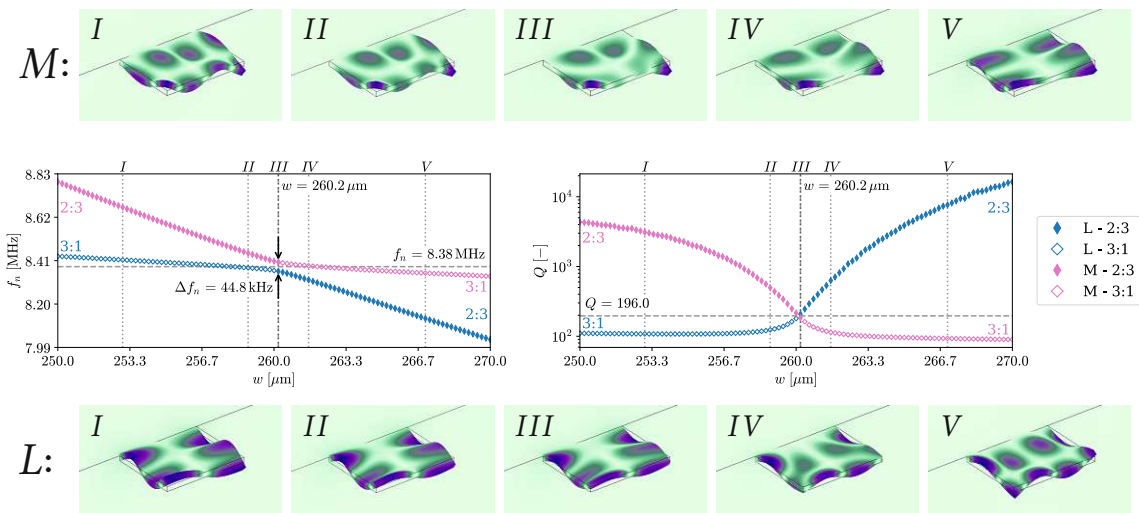 M:
I
II
III
IV
V
I
II
III
IV
V
w = 260.2 μm
8.83
8.62
8.41
8.20
7.99
f_n [MHz]
2:3
3:1
f_n = 8.38 MHz
Δf_n = 44.8 kHz
3:1
2:3
250.0
253.3
256.7
260.0
263.3
266.7
270.0
w [μm]
I
II
III
IV
V
w = 260.2 μm
10^4
10^3
10^2
Q [−]
2:3
2:3
Q = 196.0
3:1
3:1
250.0
253.3
256.7
260.0
263.3
266.7
270.0
w [μm]
L - 2:3
L - 3:1
M - 2:3
M - 3:1
L:
I
II
III
IV
V